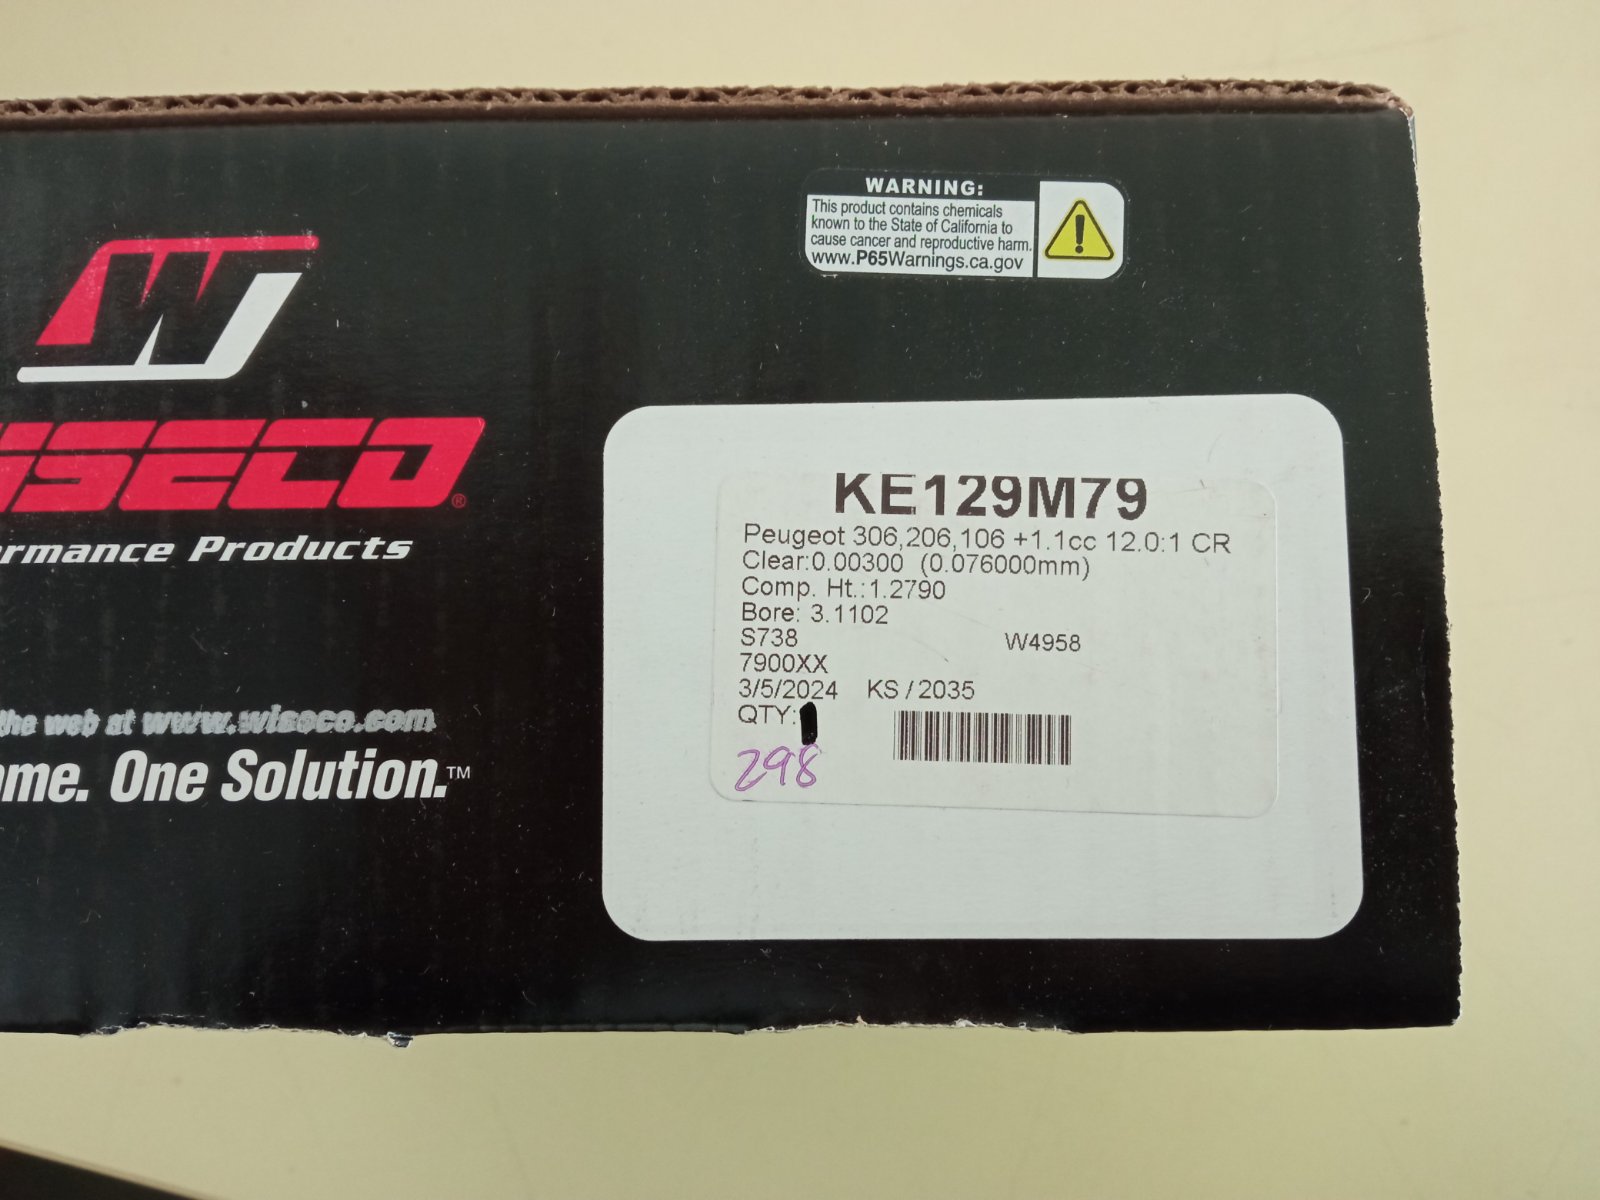 WARNING:
This product contains chemicals
known to the State of California to
cause cancer and reproductive harm.
www.P65Warnings.ca.gov
W
WISECO®
rmance Products
the web at www.wiseco.com
ame. One Solution.™
KE129M79
Peugeot 306,206,106 +1.1cc 12.0:1 CR
Clear:0.00300 (0.076000mm)
Comp. Ht.:1.2790
Bore: 3.1102
S738 W4958
7900XX
3/5/2024 KS / 2035
QTY:
298